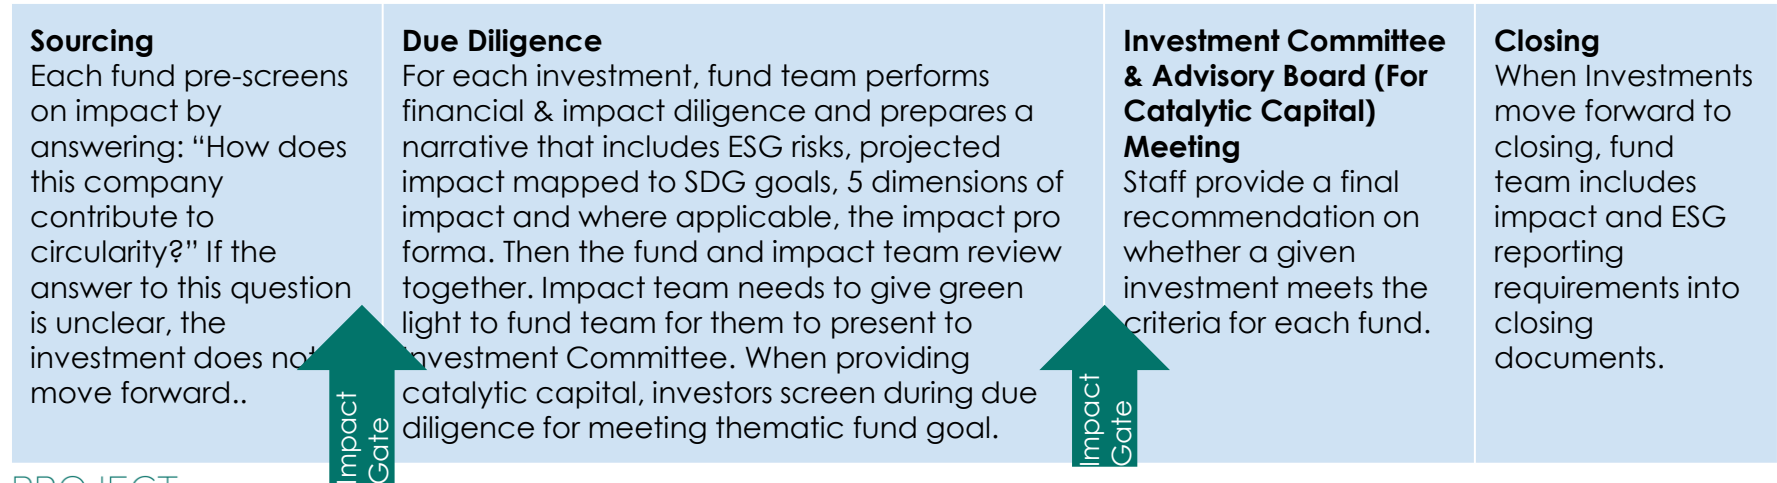 Sourcing
Each fund pre-screens
on impact by
answering: “How does
this company
contribute to
circularity?” If the
answer to this question
is unclear, the
investment does not
move forward..
Impact
Gate
Due Diligence
For each investment, fund team performs
financial & impact diligence and prepares a
narrative that includes ESG risks, projected
impact mapped to SDG goals, 5 dimensions of
impact and where applicable, the impact pro
forma. Then the fund and impact team review
together. Impact team needs to give green
light to fund team for them to present to
Investment Committee. When providing
catalytic capital, investors screen during due
diligence for meeting thematic fund goal.
Impact
Gate
Investment Committee
& Advisory Board (For
Catalytic Capital)
Meeting
Staff provide a final
recommendation on
whether a given
investment meets the
criteria for each fund.
Closing
When Investments
move forward to
closing, fund
team includes
impact and ESG
reporting
requirements into
closing
documents.
PROJECT